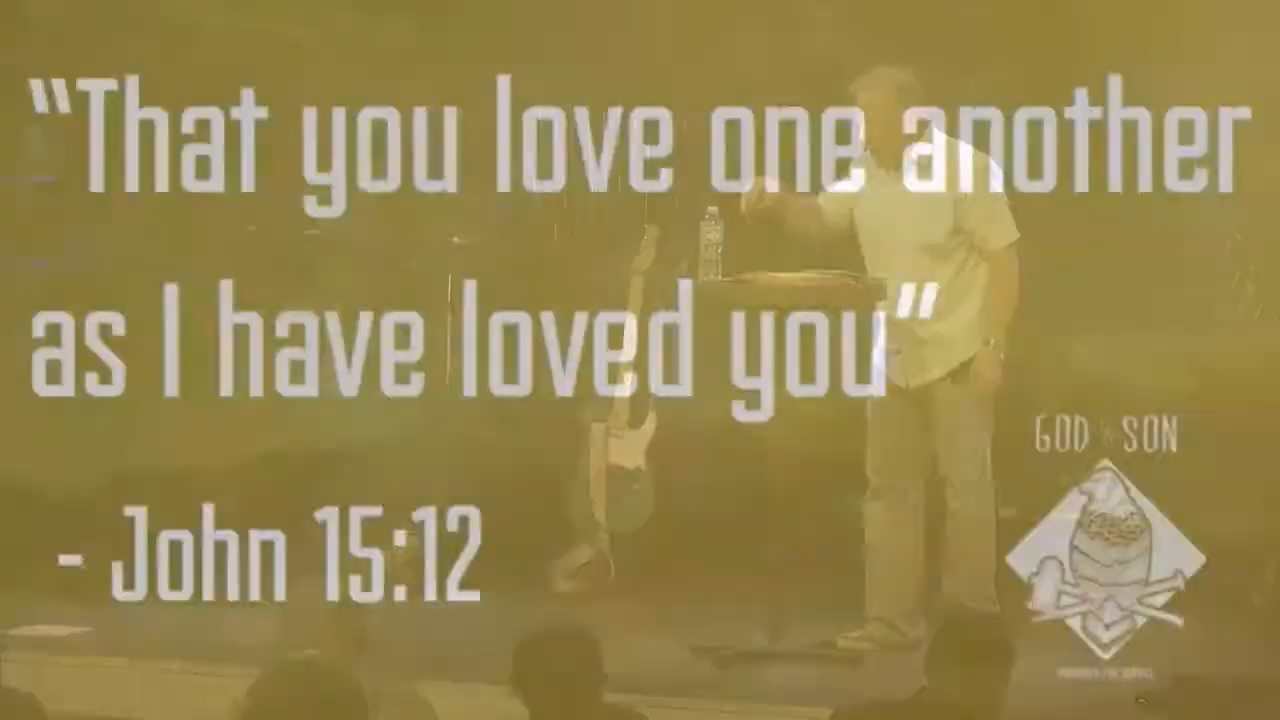 “That you love one another
as I have loved you”
- John 15:12
GOD & SON